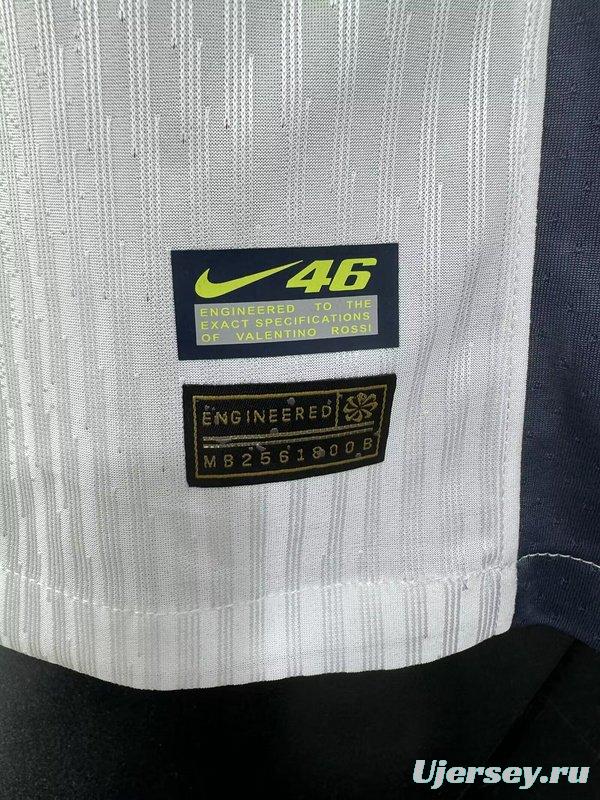 46
ENGINEERED TO THE
EXACT SPECIFICATIONS
OF VALENTINO ROSSI
ENGINEERED
MB2561800B
Ujersey.ru